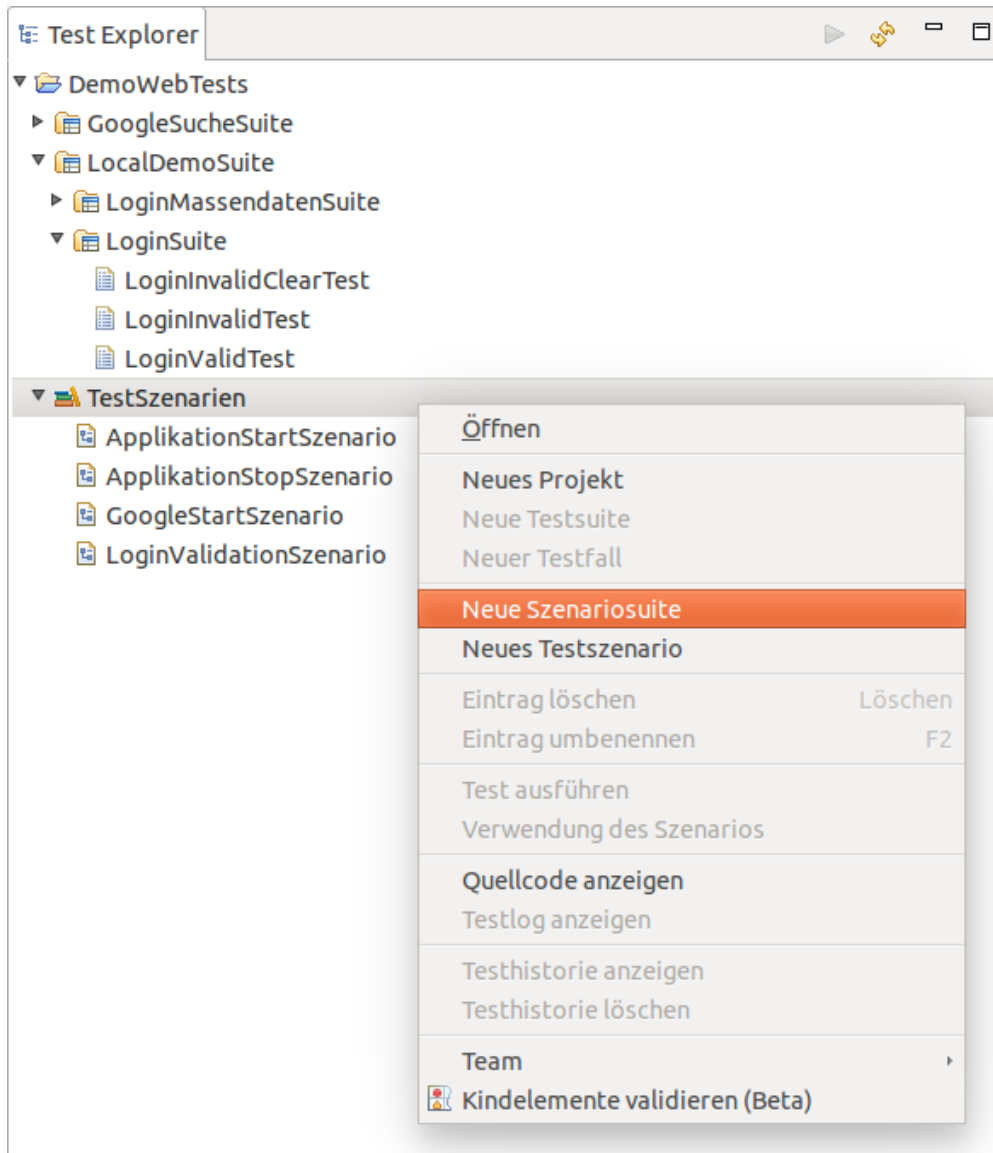 Test Explorer
DemoWebTests
GoogleSucheSuite
LocalDemoSuite
LoginMassendatenSuite
LoginSuite
LoginInvalidClearTest
LoginInvalidTest
LoginValidTest
TestSzenarien
ApplikationStartSzenario
ApplikationStopSzenario
GoogleStartSzenario
LoginValidationSzenario
Öffnen
Neues Projekt
Neue Testsuite
Neuer Testfall
Neue Szenariosuite
Neues Testszenario
Eintrag löschen Löschen
Eintrag umbenennen F2
Test ausführen
Verwendung des Szenarios
Quellcode anzeigen
Testlog anzeigen
Testhistorie anzeigen
Testhistorie löschen
Team
Kindelemente validieren (Beta)